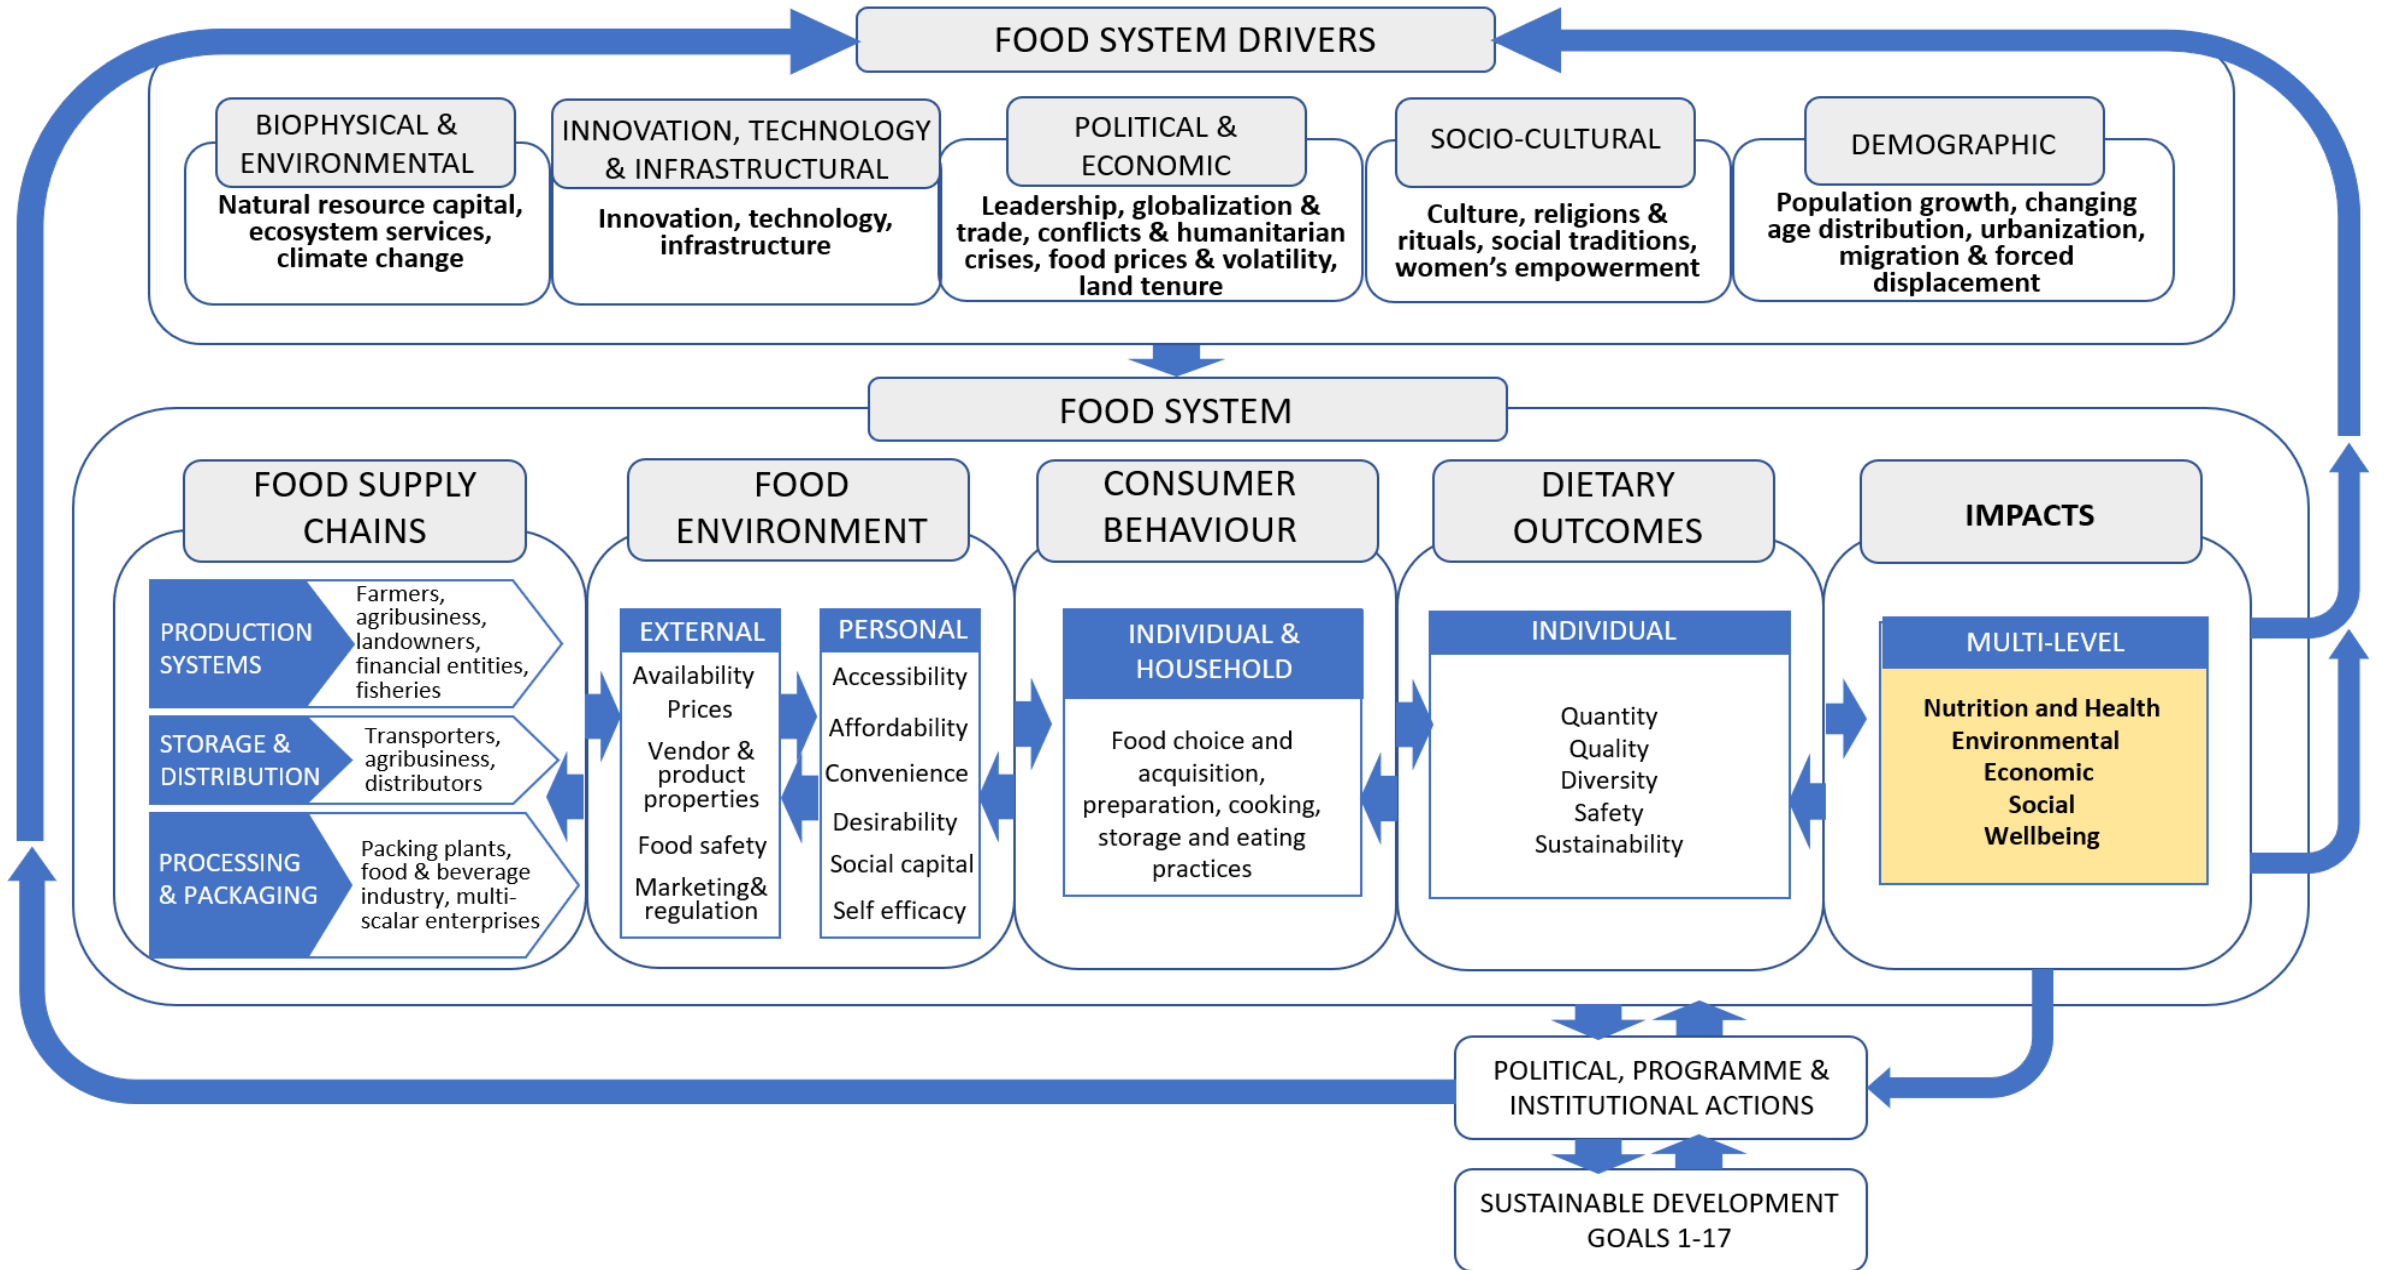 FOOD SYSTEM DRIVERS
BIOPHYSICAL &
ENVIRONMENTAL
Natural resource capital,
ecosystem services,
climate change
INNOVATION, TECHNOLOGY
& INFRASTRUCTURAL
Innovation, technology,
infrastructure
POLITICAL &
ECONOMIC
Leadership, globalization &
trade, conflicts & humanitarian
crises, food prices & volatility,
land tenure
SOCIO-CULTURAL
Culture, religions &
rituals, social traditions,
women's empowerment
DEMOGRAPHIC
Population growth, changing
age distribution, urbanization,
migration & forced
displacement
FOOD SYSTEM
FOOD SUPPLY
CHAINS
PRODUCTION
SYSTEMS
Farmers,
agribusiness,
landowners,
financial entities,
fisheries
STORAGE &
DISTRIBUTION
Transporters,
agribusiness,
distributors
PROCESSING
& PACKAGING
Packing plants,
food & beverage
industry, multi-
scalar enterprises
FOOD
ENVIRONMENT
EXTERNAL
Availability
Prices
Vendor &
product
properties
Food safety
Marketing&
regulation
PERSONAL
Accessibility
Affordability
Convenience
Desirability
Social capital
Self efficacy
CONSUMER
BEHAVIOUR
INDIVIDUAL &
HOUSEHOLD
Food choice and
acquisition,
preparation, cooking,
storage and eating
practices
DIETARY
OUTCOMES
INDIVIDUAL
Quantity
Quality
Diversity
Safety
Sustainability
IMPACTS
MULTI-LEVEL
Nutrition and Health
Environmental
Economic
Social
Wellbeing
POLITICAL, PROGRAMME &
INSTITUTIONAL ACTIONS
SUSTAINABLE DEVELOPMENT
GOALS 1-17